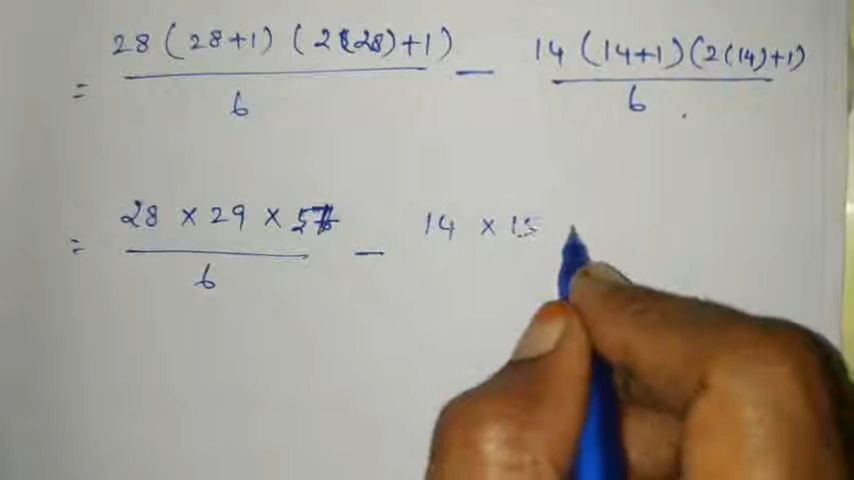 28 (28+1) (2(28)+1) — 14 (14+1) (2(14)+1)
= 6 6
28 × 29 × 57 — 14 × 15
= 6